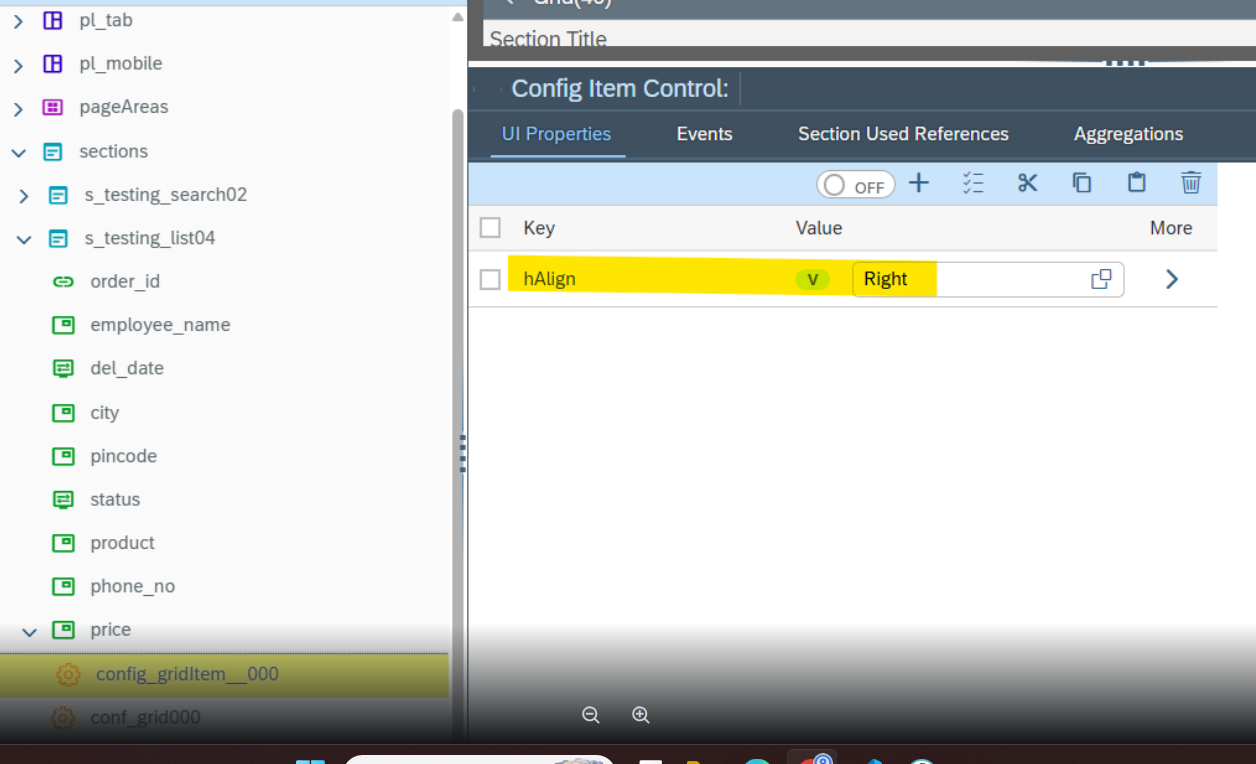 pl_tab
pl_mobile
pageAreas
sections
s_testing_search02
s_testing_list04
order_id
employee_name
del_date
city
pincode
status
product
phone_no
price
config_gridItem__000
conf_grid000
Section Title
Config Item Control:
UI Properties Events Section Used References Aggregations
OFF
Key Value More
hAlign V Right